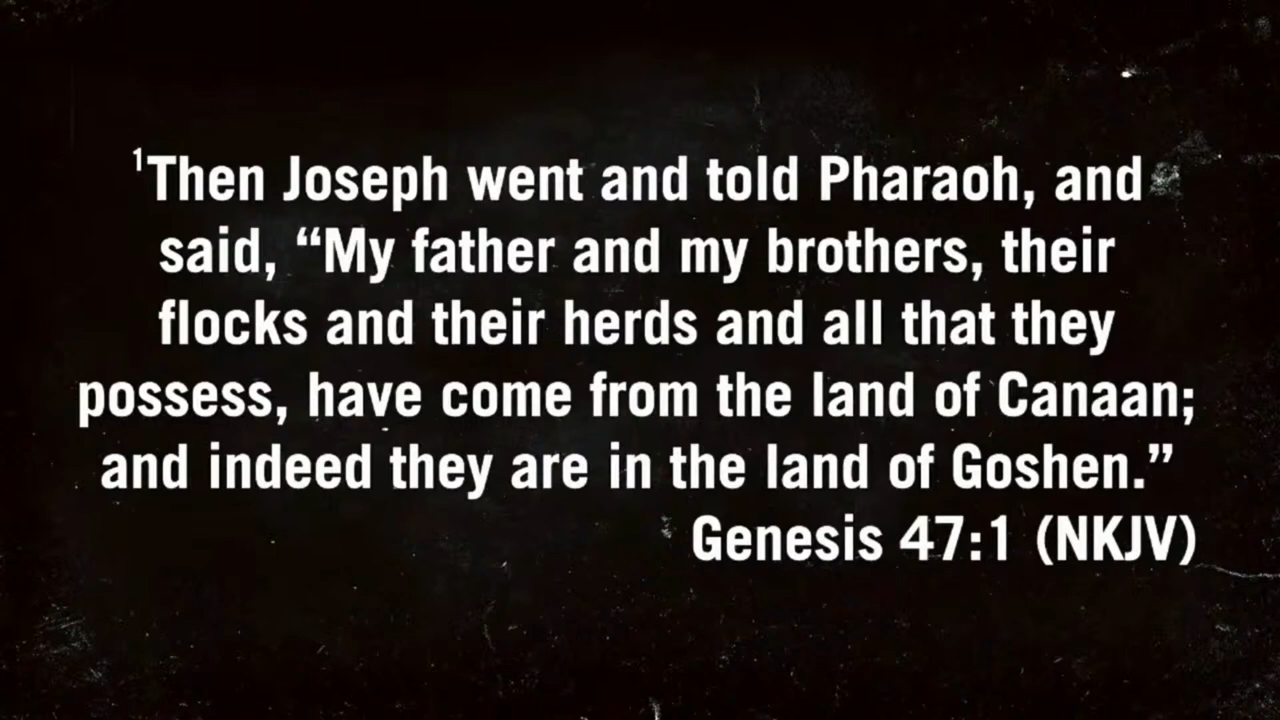 ¹Then Joseph went and told Pharaoh, and
said, “My father and my brothers, their
flocks and their herds and all that they
possess, have come from the land of Canaan;
and indeed they are in the land of Goshen.”
Genesis 47:1 (NKJV)